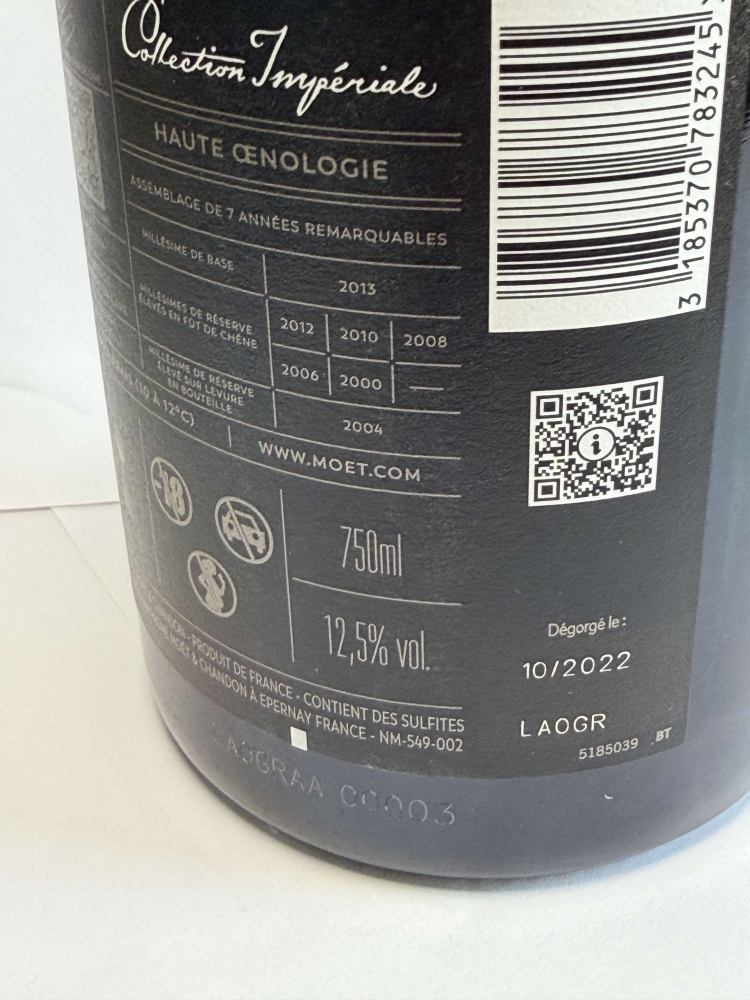 Collection Impériale
HAUTE ŒNOLOGIE
ASSEMBLAGE DE 7 ANNÉES REMARQUABLES
MILLÉSIME DE BASE
2013
MILLÉSIMES DE RÉSERVE
ÉLEVÉS EN FÛT DE CHÊNE
2012 2010 2008
2006 2000 —
MILLÉSIME DE RÉSERVE
ÉLEVÉ SUR LEVURE
EN BOUTEILLE
2004
(10 À 12°C)
WWW.MOET.COM
-18
750ml
12,5% vol.
PRODUIT DE FRANCE - CONTIENT DES SULFITES
MOËT & CHANDON À EPERNAY FRANCE - NM-549-002
3 185370 783245
i
Dégorgé le :
10/2022
LAOGR
5185039 BT
00003